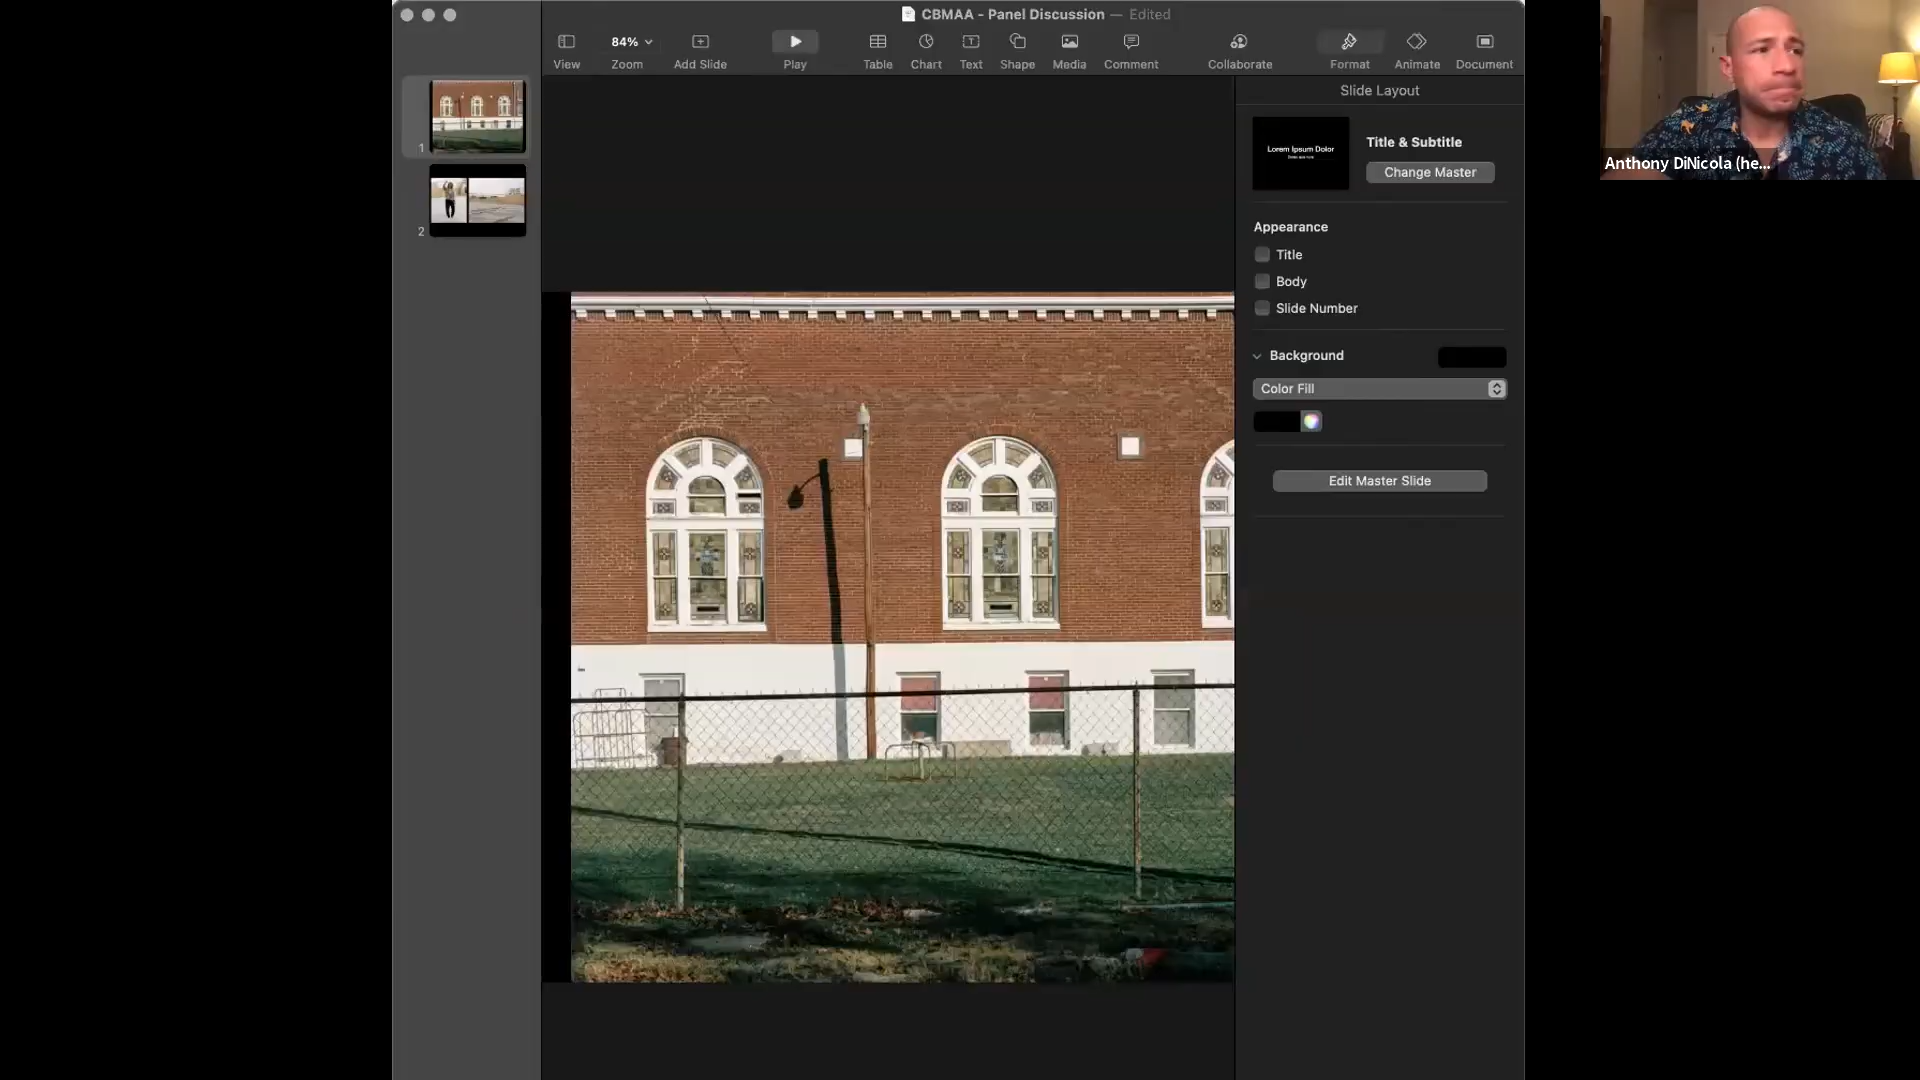 CBMAA - Panel Discussion — Edited
View
84%
Zoom
Add Slide
Play
Table
Chart
Text
Shape
Media
Comment
Collaborate
Format
Animate
Document
1
2
Slide Layout
Lorem Ipsum Dolor
Title & Subtitle
Change Master
Appearance
Title
Body
Slide Number
Background
Color Fill
Edit Master Slide
Anthony DiNicola (he...